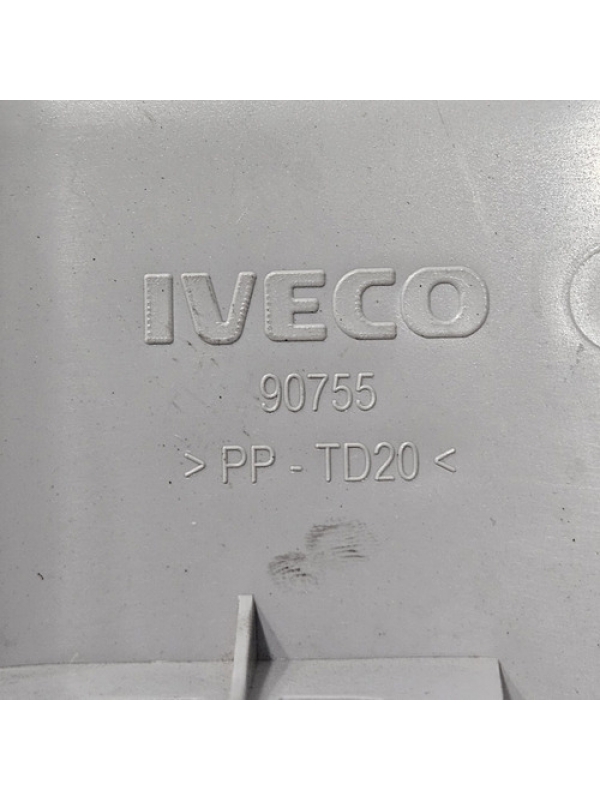 IVECO
90755
> PP - TD20 <